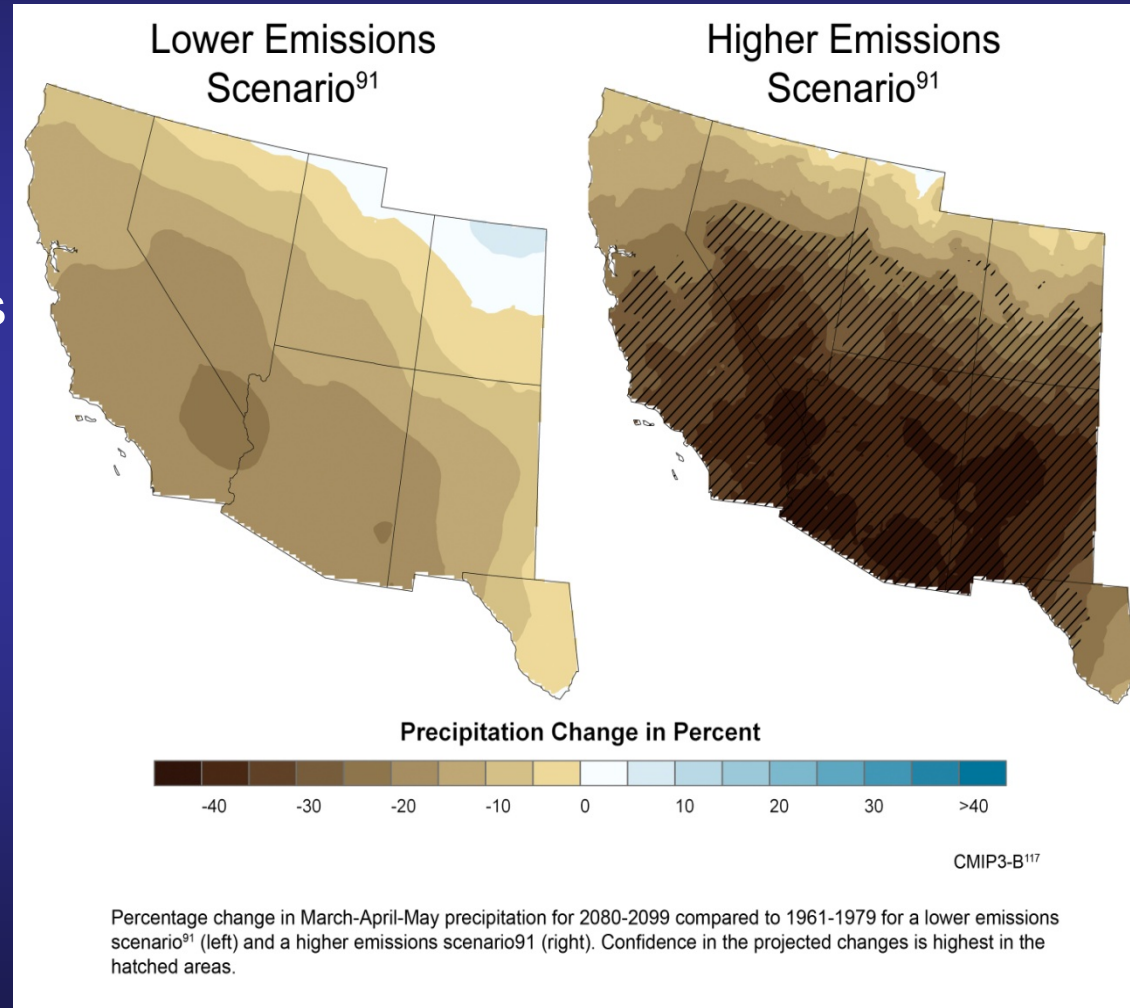 Lower Emissions
Scenario⁹¹
Higher Emissions
Scenario⁹¹
s
Precipitation Change in Percent
-40 -30 -20 -10 0 10 20 30 >40
CMIP3-B¹¹⁷
Percentage change in March-April-May precipitation for 2080-2099 compared to 1961-1979 for a lower emissions
scenario⁹¹ (left) and a higher emissions scenario91 (right). Confidence in the projected changes is highest in the
hatched areas.